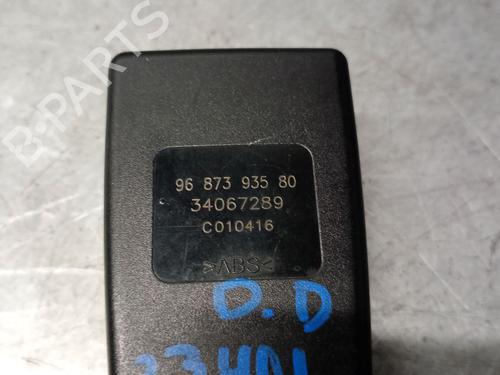 B-PARTS
96 873 935 80
34067289
C010416
>ABS<
D.D